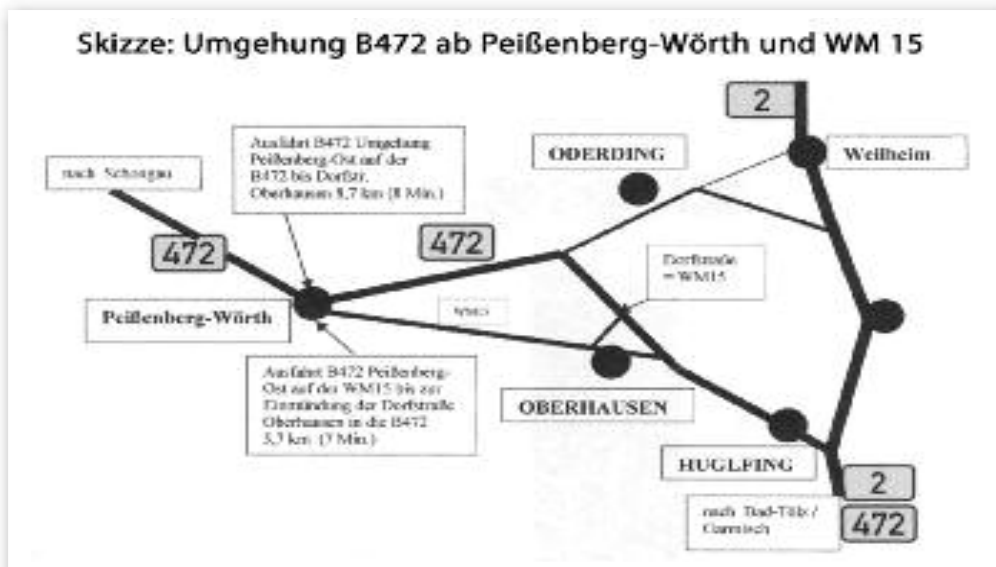 Skizze: Umgehung B472 ab Peißenberg-Wörth und WM 15
2
Ausfahrt B472 Umgehung
Peißenberg-Ost auf der
B472 bis Dorfstr.
Oberhausen 8,7 km (8 Min.)
ODERDING
Weilheim
nach Schongau
472
472
Dorfstraße
= WM15
Peißenberg-Wörth
WM15
Ausfahrt B472 Peißenberg-
Ost auf der WM15 bis zur
Einmündung der Dorfstraße
Oberhausen in die B472
5,7 km (7 Min.)
OBERHAUSEN
HUGLFING
2
nach Bad-Tölz /
Garmisch
472